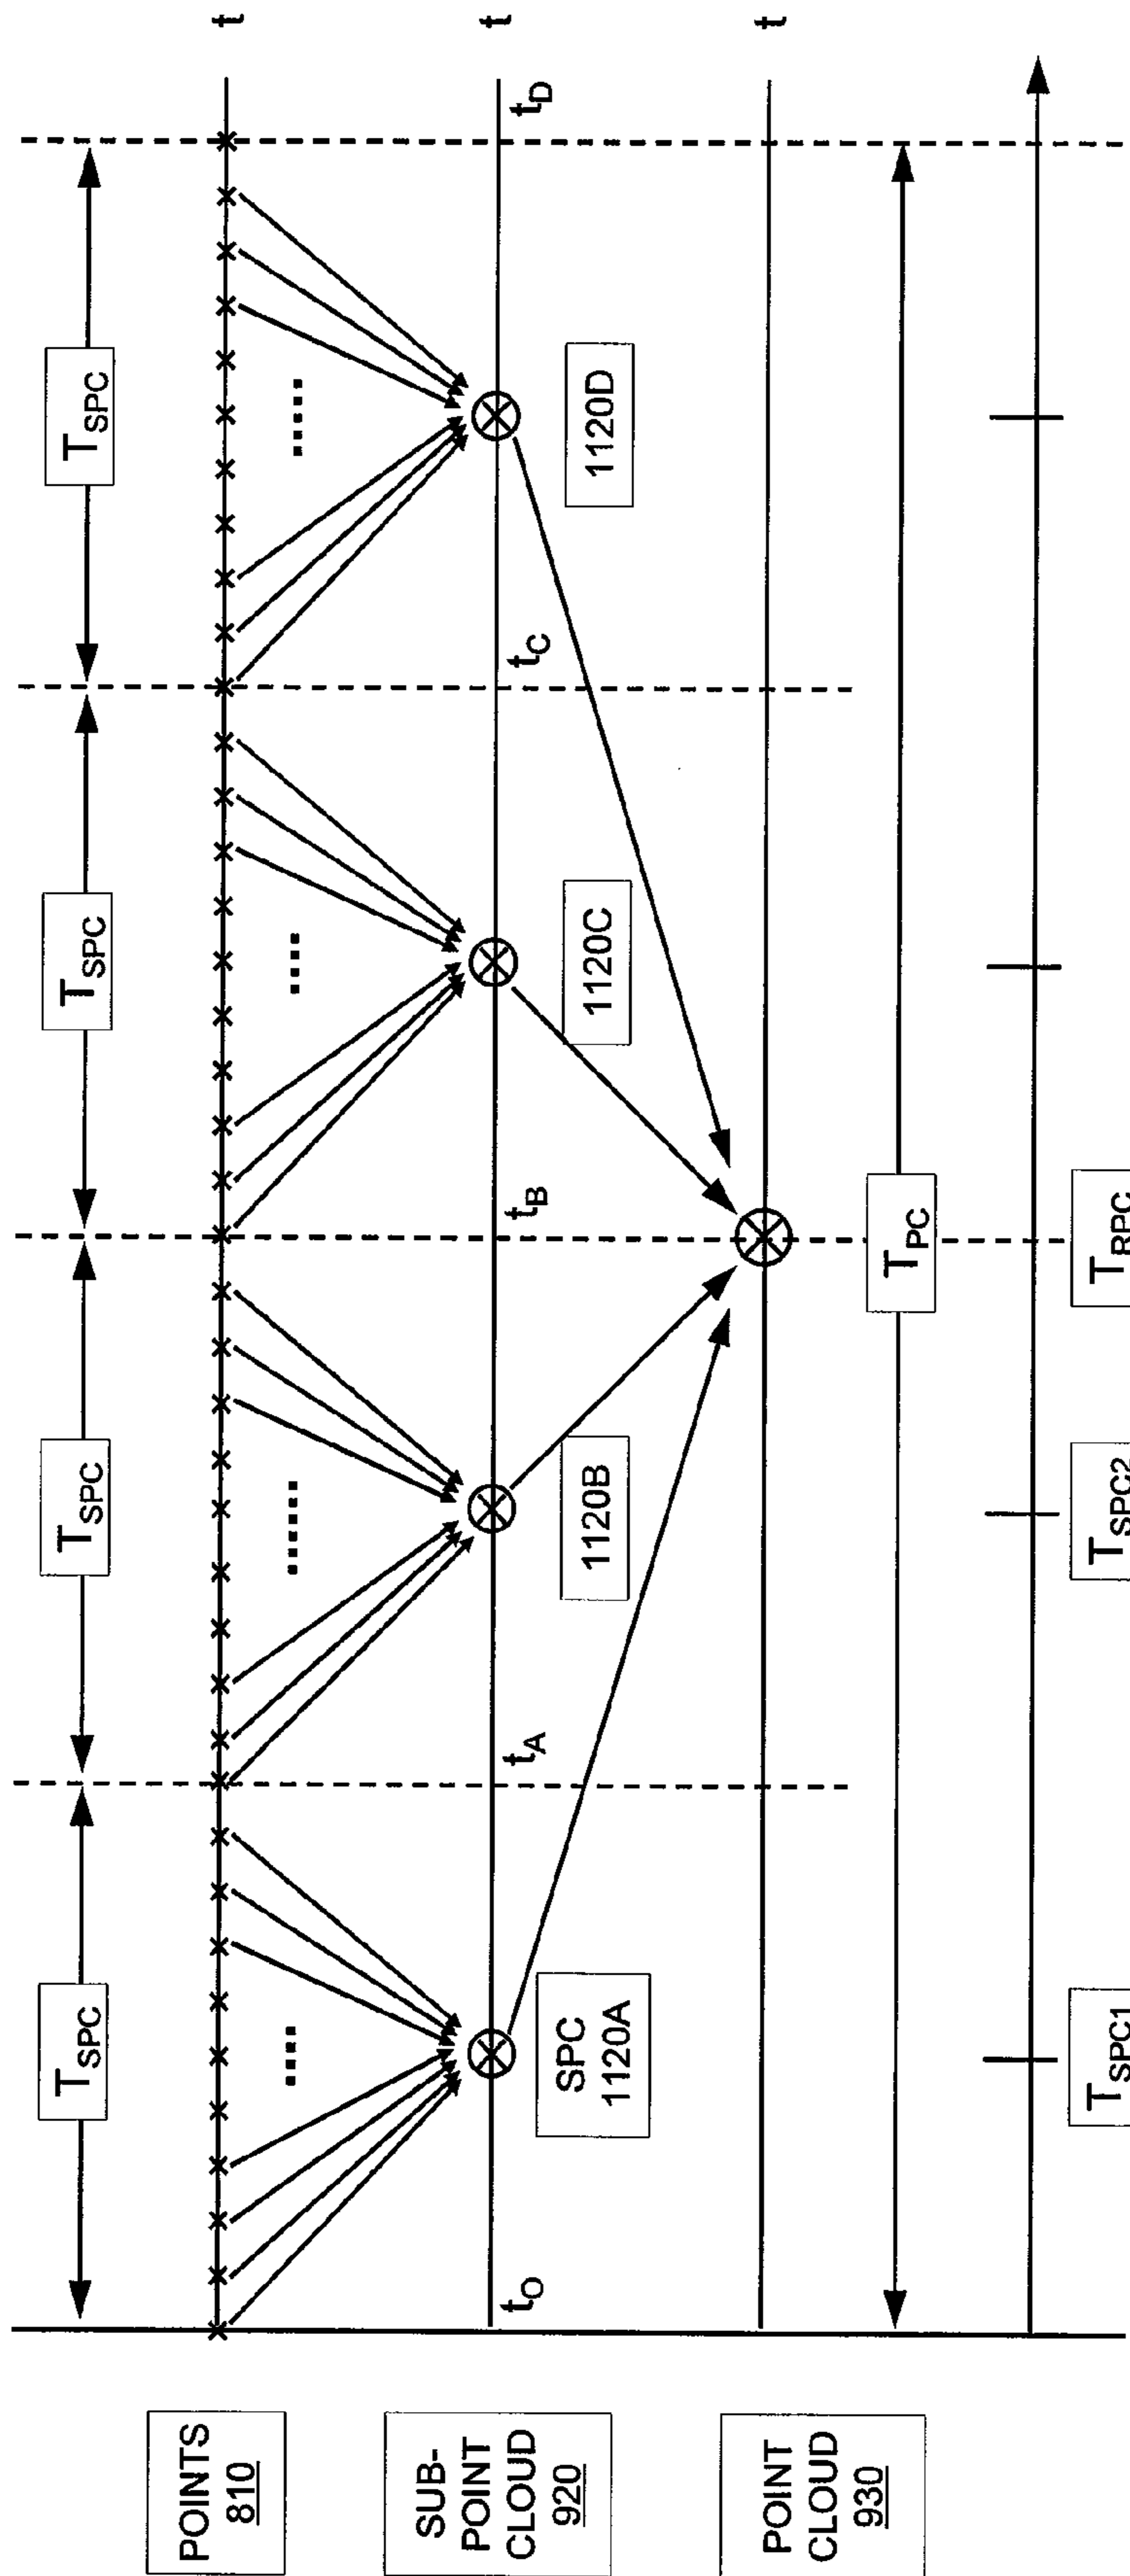 T_SPC
T_SPC
T_SPC
T_SPC
POINTS
810
t
.....
SUB-
POINT
CLOUD
920
t_O
t_A
t_B
t_C
t_D
t
SPC
1120A
1120B
1120C
1120D
POINT
CLOUD
930
t
T_PC
T_SPC1
T_SPC2
T_RPC